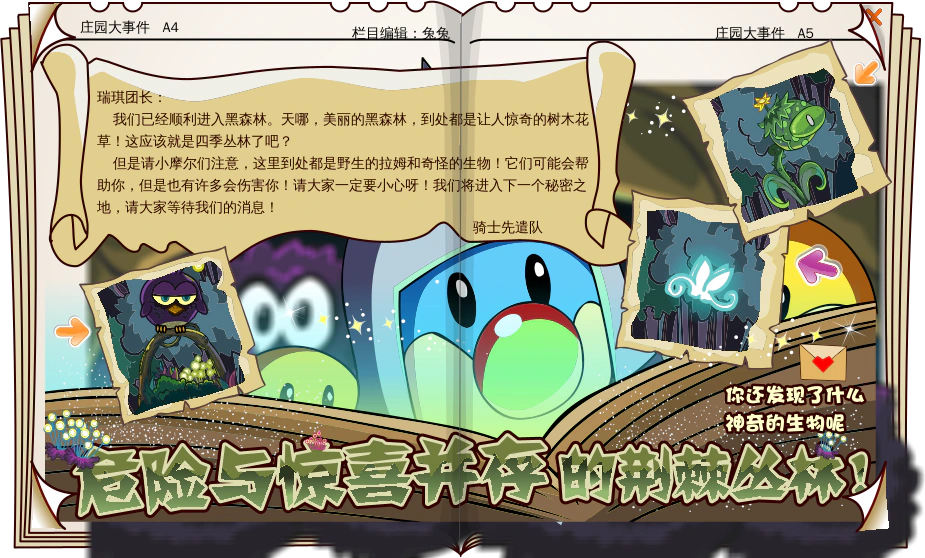 庄园大事件 A4
栏目编辑：兔兔
庄园大事件 A5
瑞琪团长：
我们已经顺利进入黑森林。天哪，美丽的黑森林，到处都是让人惊奇的树木花
草！这应该就是四季丛林了吧？
但是请小摩尔们注意，这里到处都是野生的拉姆和奇怪的生物！它们可能会帮
助你，但是也有许多会伤害你！请大家一定要小心呀！我们将进入下一个秘密之
地，请大家等待我们的消息！
骑士先遣队
你还发现了什么
神奇的生物呢
危险与惊喜并存的荆棘丛林！